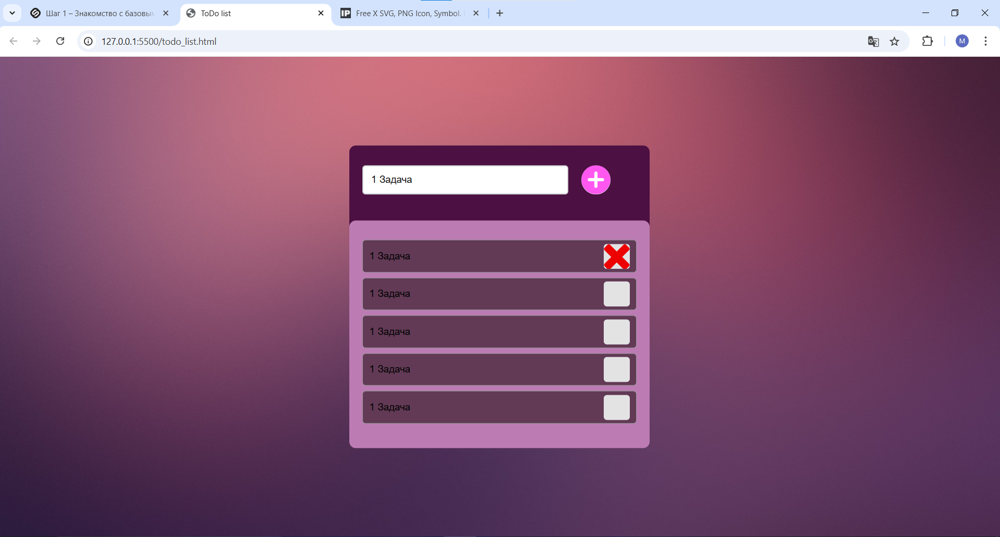 Шаг 1 – Знакомство с базовым
ToDo list
IP
Free X SVG, PNG Icon, Symbol.
127.0.0.1:5500/todo_list.html
M
1 Задача
1 Задача
1 Задача
1 Задача
1 Задача
1 Задача